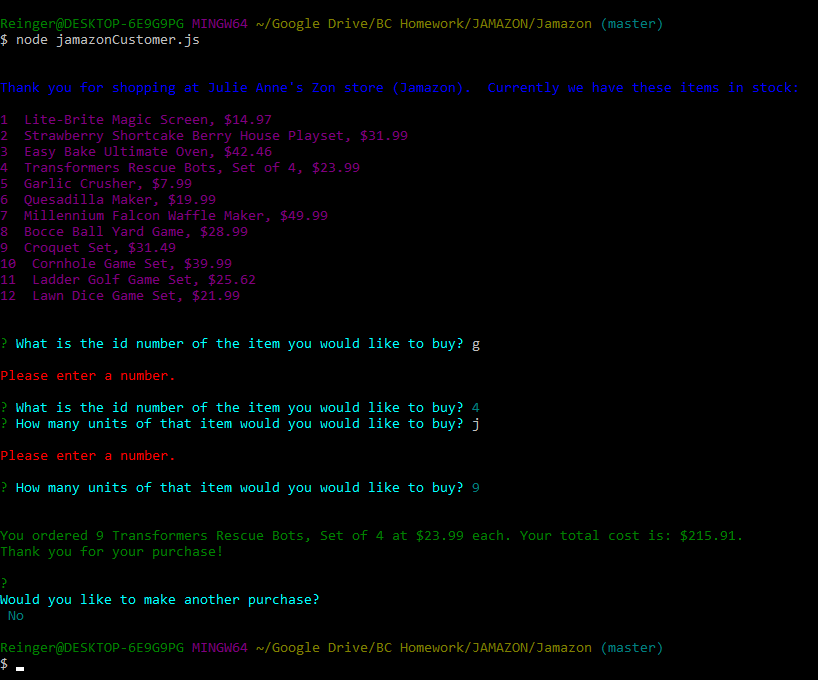 Reinger@DESKTOP-6E9G9PG MINGW64 ~/Google Drive/BC Homework/JAMAZON/Jamazon (master)
$ node jamazonCustomer.js
Thank you for shopping at Julie Anne's Zon store (Jamazon).  Currently we have these items in stock:
1  Lite-Brite Magic Screen, $14.97
2  Strawberry Shortcake Berry House Playset, $31.99
3  Easy Bake Ultimate Oven, $42.46
4  Transformers Rescue Bots, Set of 4, $23.99
5  Garlic Crusher, $7.99
6  Quesadilla Maker, $19.99
7  Millennium Falcon Waffle Maker, $49.99
8  Bocce Ball Yard Game, $28.99
9  Croquet Set, $31.49
10  Cornhole Game Set, $39.99
11  Ladder Golf Game Set, $25.62
12  Lawn Dice Game Set, $21.99
? What is the id number of the item you would like to buy? g
Please enter a number.
? What is the id number of the item you would like to buy? 4
? How many units of that item would you would like to buy? j
Please enter a number.
? How many units of that item would you would like to buy? 9
You ordered 9 Transformers Rescue Bots, Set of 4 at $23.99 each. Your total cost is: $215.91.
Thank you for your purchase!
?
Would you like to make another purchase?
No
Reinger@DESKTOP-6E9G9PG MINGW64 ~/Google Drive/BC Homework/JAMAZON/Jamazon (master)
$